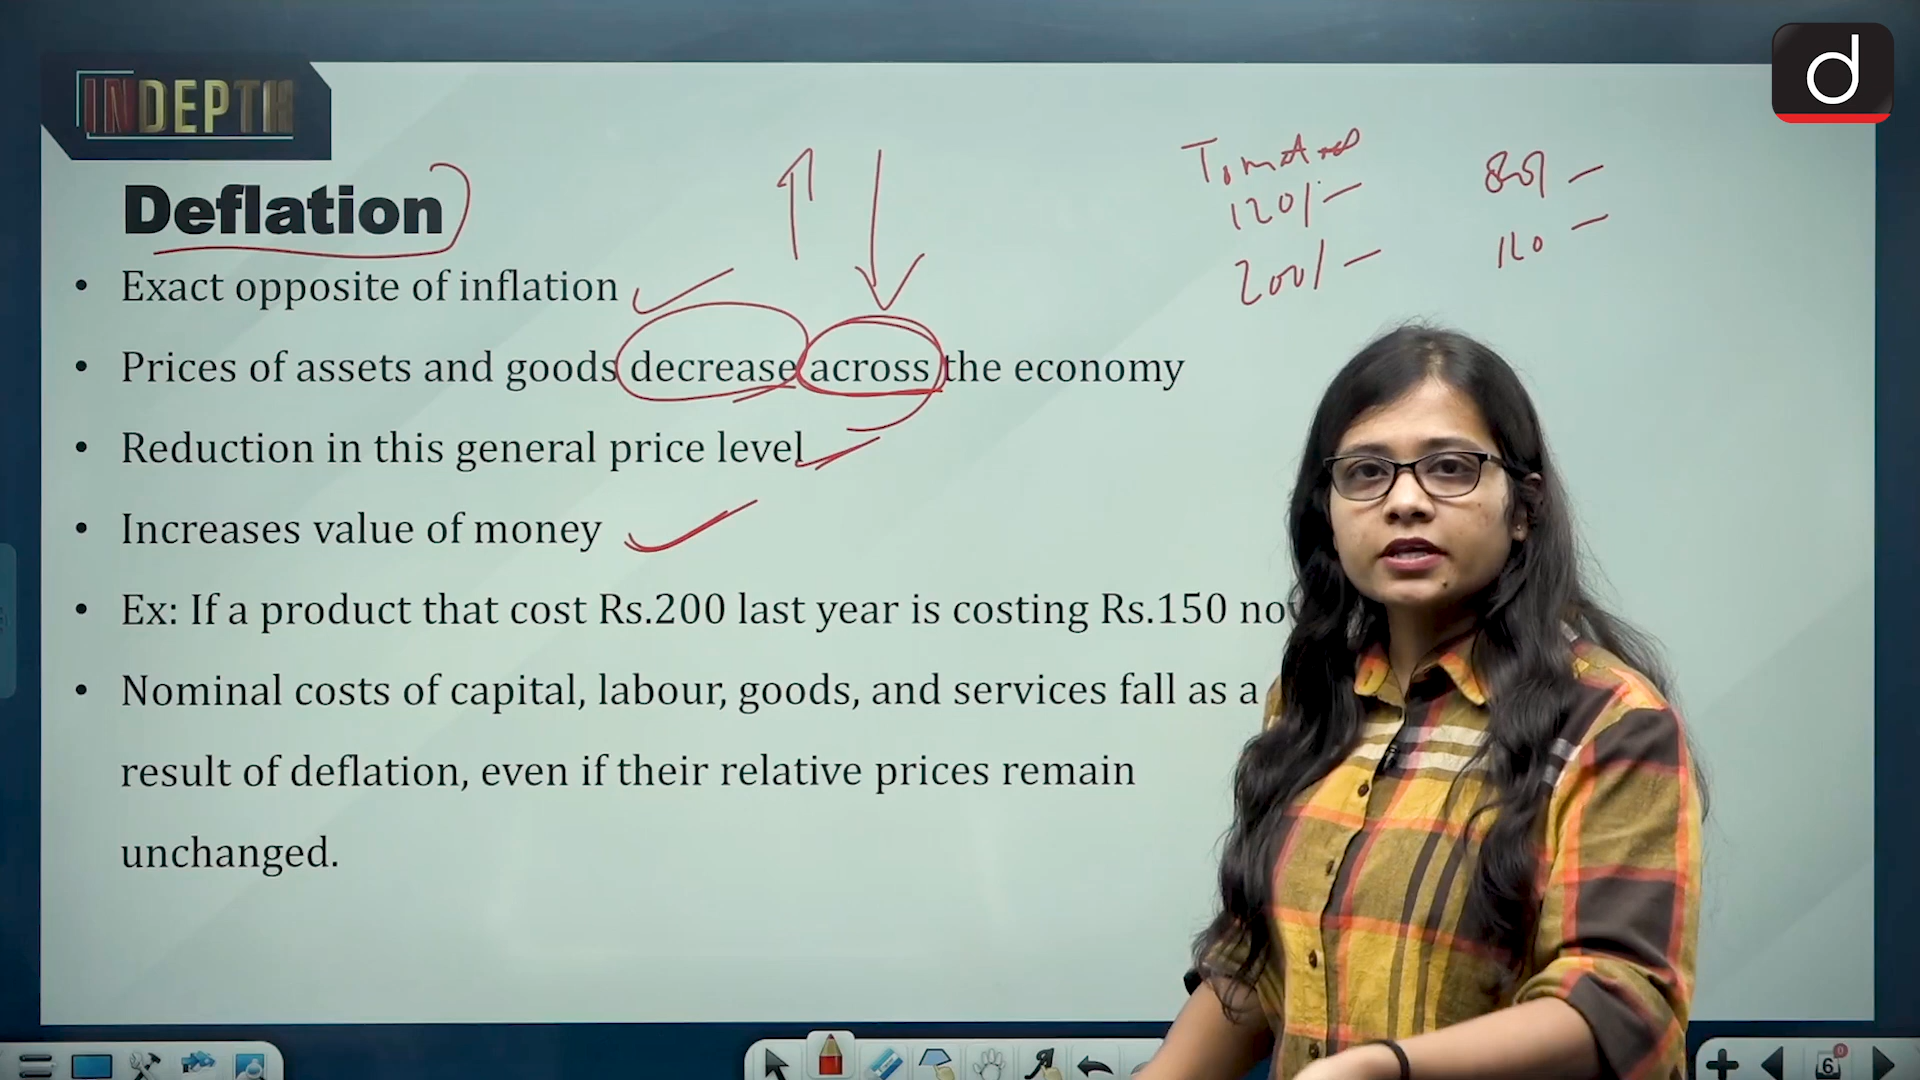 INDEPTH
d
Deflation
Tomatoes
120/-
200/-
80/-
120 -
• Exact opposite of inflation
• Prices of assets and goods decrease across the economy
• Reduction in this general price level
• Increases value of money
• Ex: If a product that cost Rs.200 last year is costing Rs.150
• Nominal costs of capital, labour, goods, and services fall as a
result of deflation, even if their relative prices remain
unchanged.
6
0